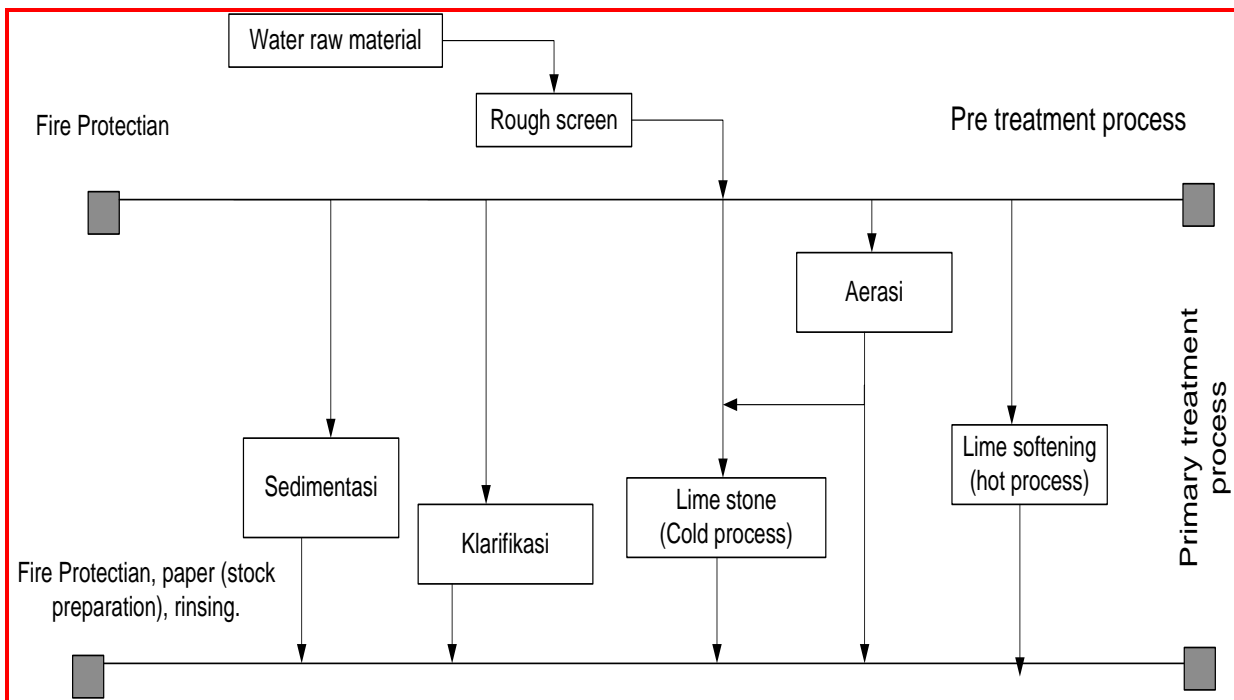 Water raw material
Rough screen
Fire Protectian
Pre treatment process
Aerasi
Primary treatment
process
Lime softening
(hot process)
Sedimentasi
Lime stone
(Cold process)
Klarifikasi
Fire Protectian, paper (stock
preparation), rinsing.